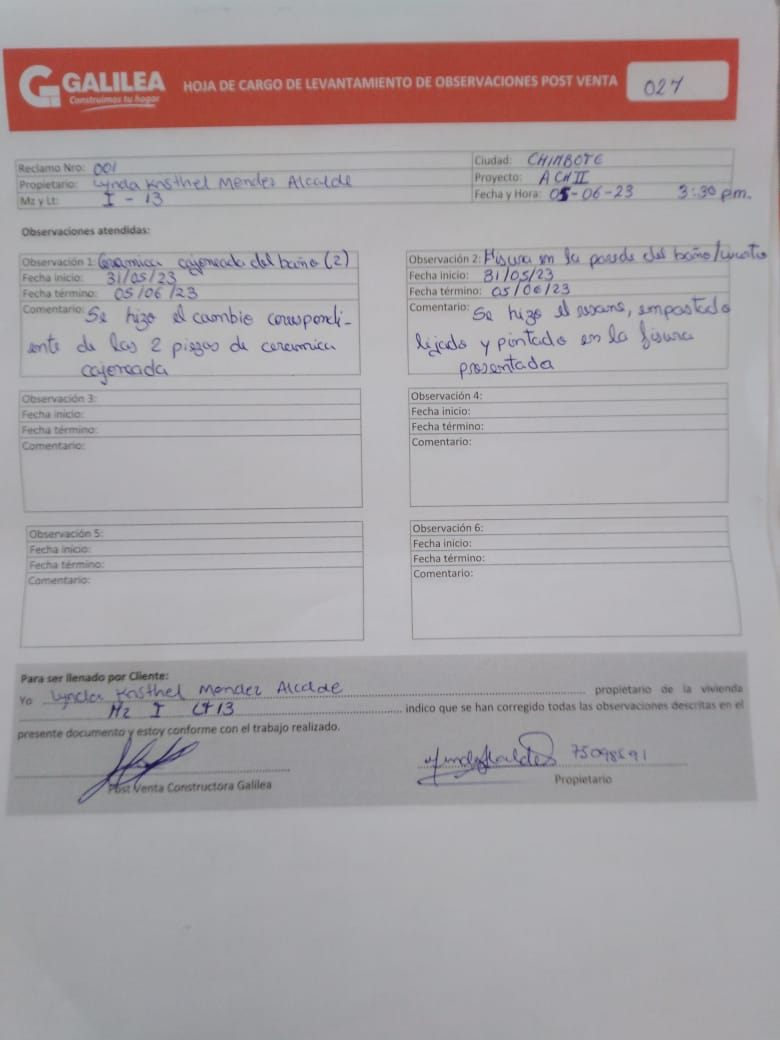 GALILEA
Construimos tu hogar
HOJA DE CARGO DE LEVANTAMIENTO DE OBSERVACIONES POST VENTA
027
Reclamo Nro: 001
Propietario: Lynda Kristhel Mendez Alcalde
Mz y Lt: I - 13
Ciudad: CHIMBOTE
Proyecto: ACH II
Fecha y Hora: 05-06-23 3:30 p.m.
Observaciones atendidas:
Observación 1: Ceramica cajoneada del baño (2)
Fecha inicio: 31/05/23
Fecha término: 05/06/23
Comentario: Se hizo el cambio correspondi-
ente de las 2 piezas de ceramica
cajoneada
Observación 2: Fisura en la parede del baño/
Fecha inicio: 31/05/23
Fecha término: 05/06/23
Comentario: Se hizo el resane, empastado
lijado y pintado en la fisura
presentada
Observación 3:
Fecha inicio:
Fecha término:
Comentario:
Observación 4:
Fecha inicio:
Fecha término:
Comentario:
Observación 5:
Fecha inicio:
Fecha término:
Comentario:
Observación 6:
Fecha inicio:
Fecha término:
Comentario:
Para ser llenado por Cliente:
Yo Lynda Kristhel Mendez Alcalde propietario de la vivienda
Mz I Lt 13 indico que se han corregido todas las observaciones descritas en el
presente documento y estoy conforme con el trabajo realizado.
Post Venta Constructora Galilea
75098591
Propietario